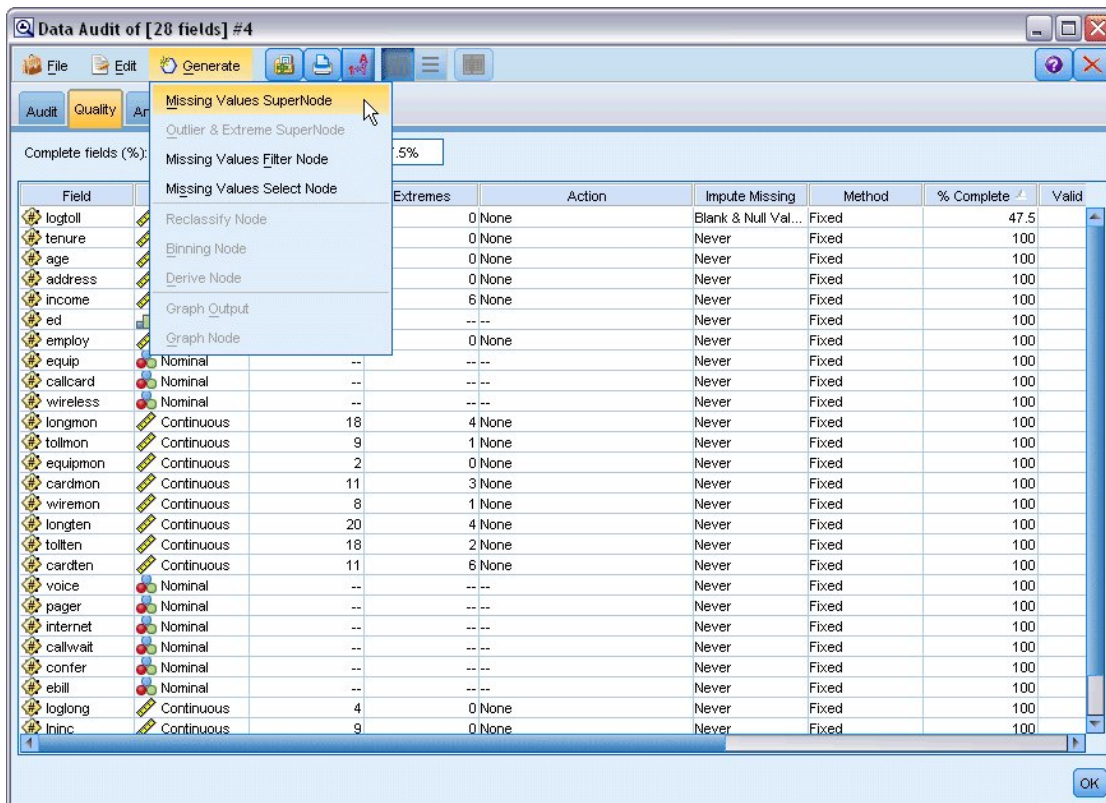 Data Audit of [28 fields] #4
File Edit Generate
Audit Quality An
Missing Values SuperNode
Outlier & Extreme SuperNode
Missing Values Filter Node
Missing Values Select Node
Reclassify Node
Binning Node
Derive Node
Graph Output
Graph Node
Complete fields (%): .5%
Field Extremes Action Impute Missing Method % Complete Valid
logtoll 0 None Blank & Null Val... Fixed 47.5
tenure 0 None Never Fixed 100
age 0 None Never Fixed 100
address 0 None Never Fixed 100
income 6 None Never Fixed 100
ed -- -- Never Fixed 100
employ 0 None Never Fixed 100
equip Nominal -- -- -- Never Fixed 100
callcard Nominal -- -- -- Never Fixed 100
wireless Nominal -- -- -- Never Fixed 100
longmon Continuous 18 4 None Never Fixed 100
tollmon Continuous 9 1 None Never Fixed 100
equipmon Continuous 2 0 None Never Fixed 100
cardmon Continuous 11 3 None Never Fixed 100
wiremon Continuous 8 1 None Never Fixed 100
longten Continuous 20 4 None Never Fixed 100
tollten Continuous 18 2 None Never Fixed 100
cardten Continuous 11 6 None Never Fixed 100
voice Nominal -- -- -- Never Fixed 100
pager Nominal -- -- -- Never Fixed 100
internet Nominal -- -- -- Never Fixed 100
callwait Nominal -- -- -- Never Fixed 100
confer Nominal -- -- -- Never Fixed 100
ebill Nominal -- -- -- Never Fixed 100
loglong Continuous 4 0 None Never Fixed 100
lninc Continuous 9 0 None Never Fixed 100
OK